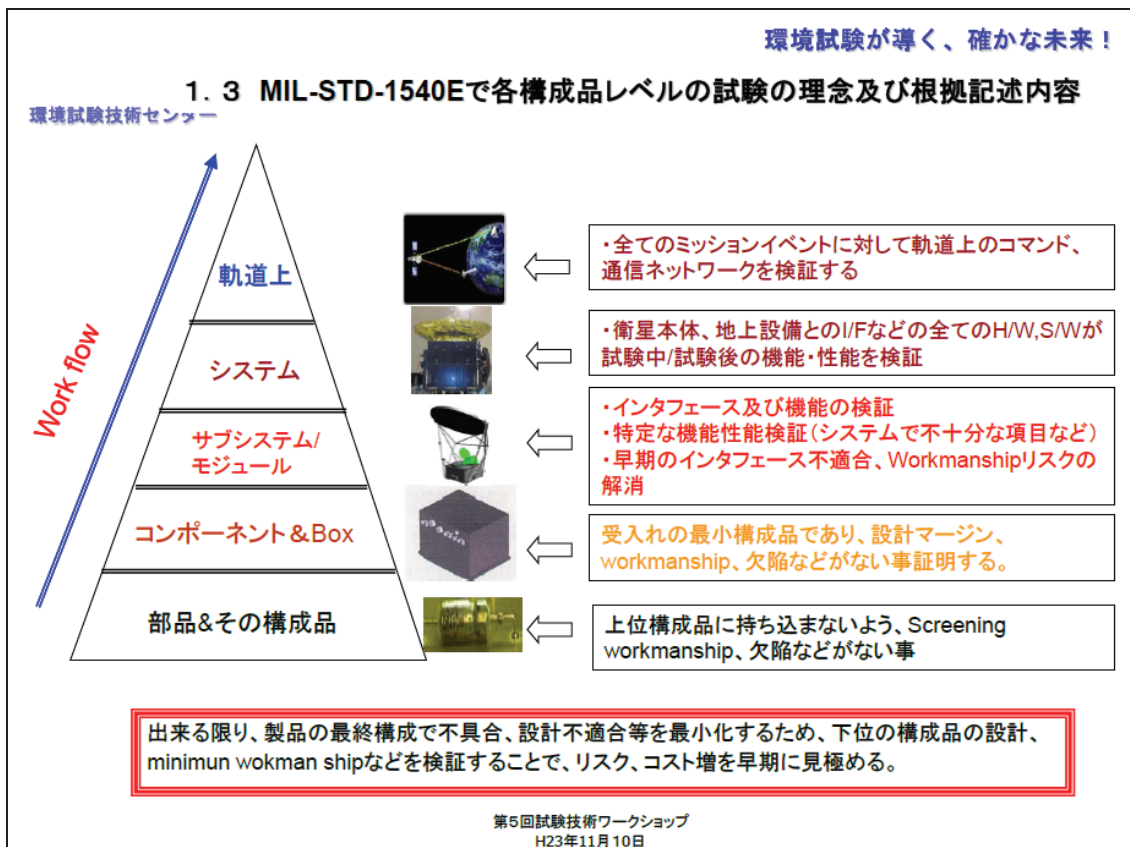 環境試験が導く、確かな未来！
１．３ MIL-STD-1540Eで各構成品レベルの試験の理念及び根拠記述内容
環境試験技術センター
Work flow
軌道上
・全てのミッションイベントに対して軌道上のコマンド、
通信ネットワークを検証する
システム
・衛星本体、地上設備とのI/Fなどの全てのH/W,S/Wが
試験中/試験後の機能・性能を検証
サブシステム/
モジュール
・インタフェース及び機能の検証
・特定な機能性能検証（システムで不十分な項目など）
・早期のインタフェース不適合、Workmanshipリスクの
解消
コンポーネント＆Box
受入れの最小構成品であり、設計マージン、
workmanship、欠陥などがない事証明する。
部品&その構成品
上位構成品に持ち込まないよう、Screening
workmanship、欠陥などがない事
出来る限り、製品の最終構成で不具合、設計不適合等を最小化するため、下位の構成品の設計、
minimun wokman shipなどを検証することで、リスク、コスト増を早期に見極める。
第５回試験技術ワークショップ
H23年11月10日